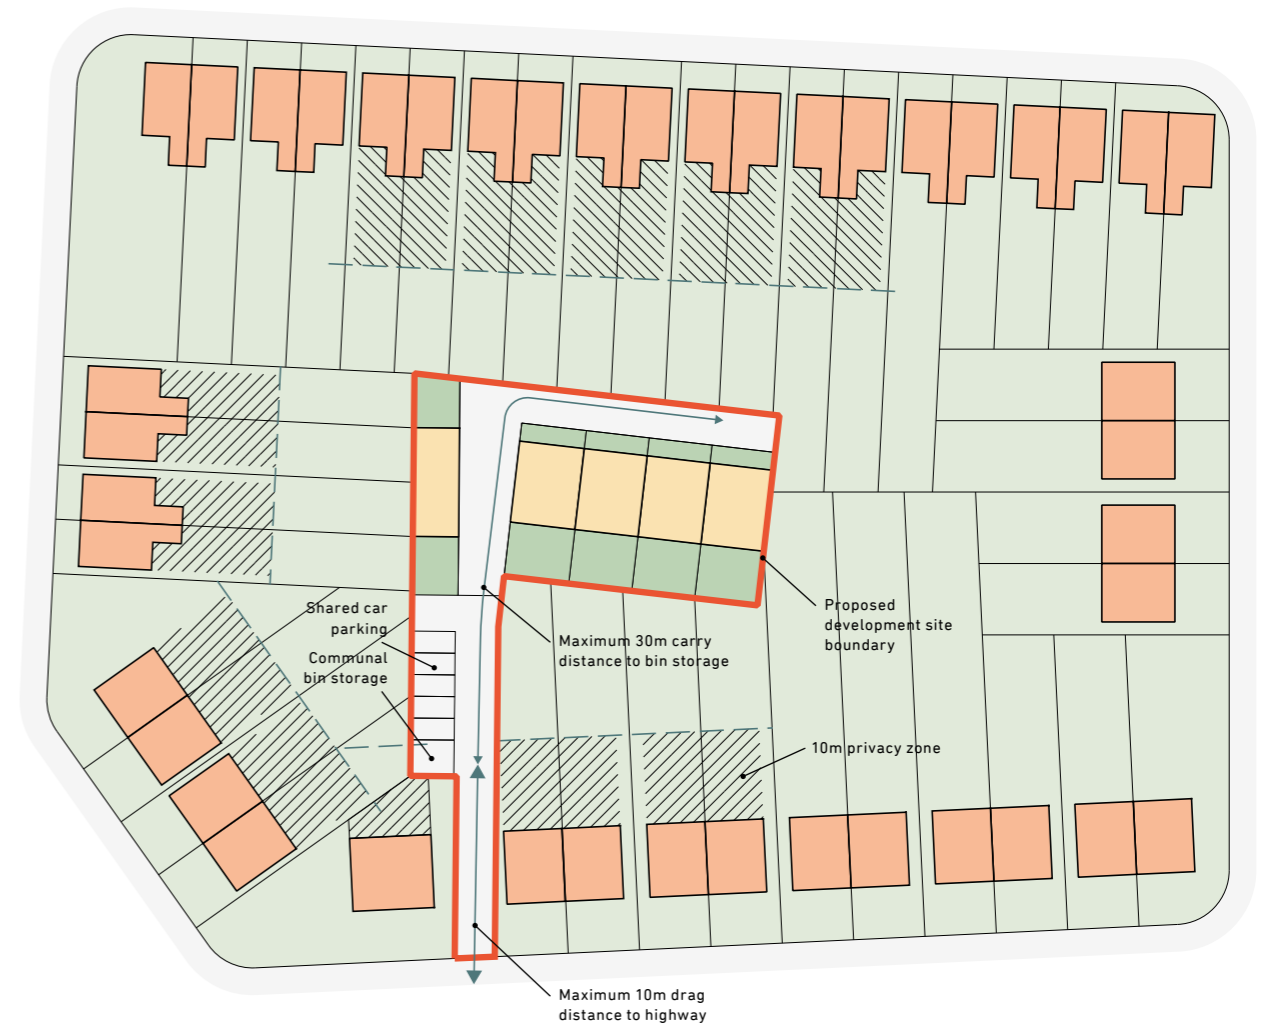 Shared car
parking
Communal
bin storage
Maximum 30m carry
distance to bin storage
Proposed
development site
boundary
10m privacy zone
Maximum 10m drag
distance to highway